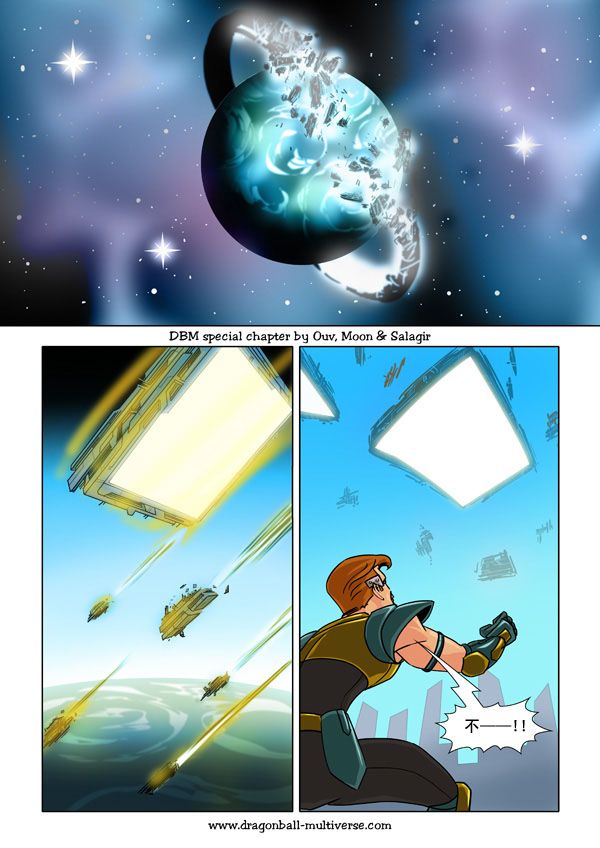 DBM special chapter by Ouv, Moon & Salagir
不——!!
www.dragonball-multiverse.com